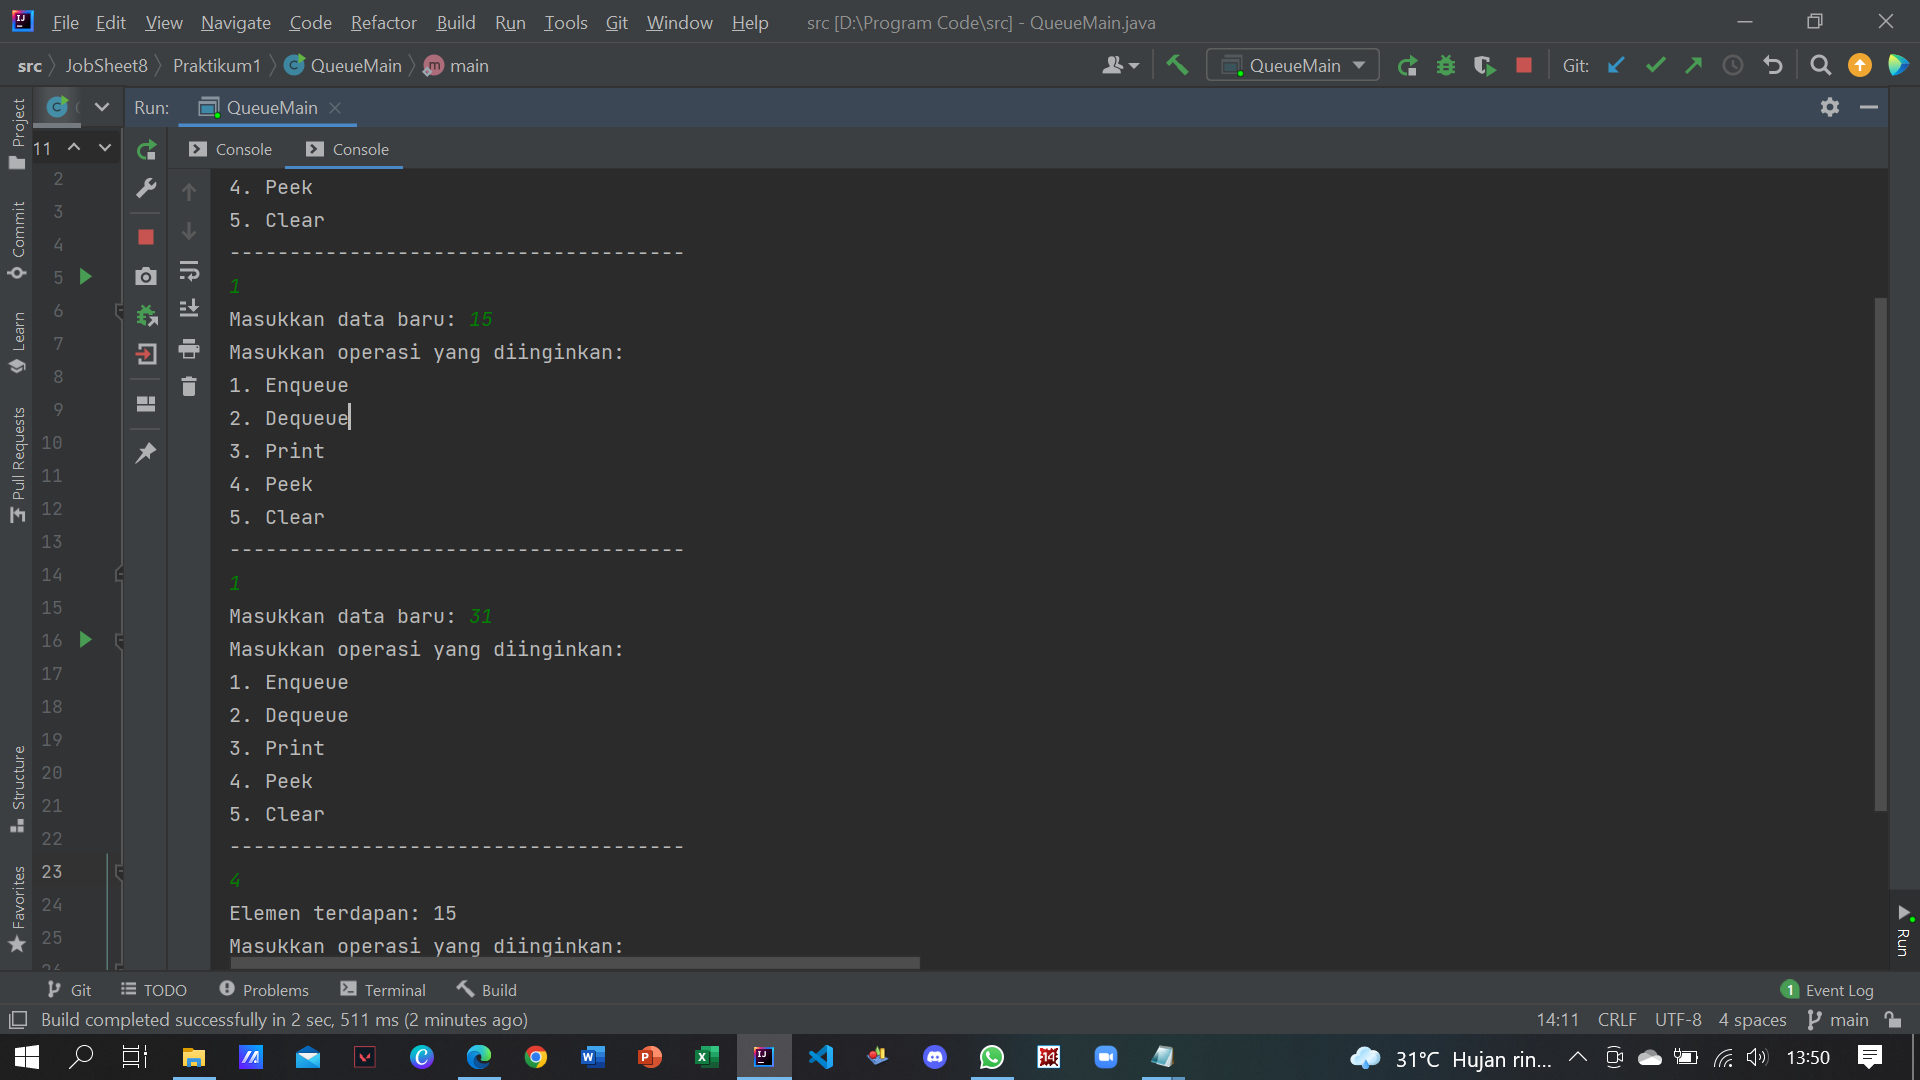 File Edit View Navigate Code Refactor Build Run Tools Git Window Help src [D:\Program Code\src] - QueueMain.java
src JobSheet8 Praktikum1 QueueMain main QueueMain Git:
Run: QueueMain
Console Console
Project
Commit
Learn
Pull Requests
Structure
Favorites
11
2
3
4
5
6
7
8
9
10
11
12
13
14
15
16
17
18
19
20
21
22
23
24
25
4. Peek
5. Clear
--------------------------------------
1
Masukkan data baru: 15
Masukkan operasi yang diinginkan:
1. Enqueue
2. Dequeue
3. Print
4. Peek
5. Clear
--------------------------------------
1
Masukkan data baru: 31
Masukkan operasi yang diinginkan:
1. Enqueue
2. Dequeue
3. Print
4. Peek
5. Clear
--------------------------------------
4
Elemen terdapan: 15
Masukkan operasi yang diinginkan:
Run
Git TODO Problems Terminal Build 1 Event Log
Build completed successfully in 2 sec, 511 ms (2 minutes ago) 14:11 CRLF UTF-8 4 spaces main
31°C Hujan rin... 13:50